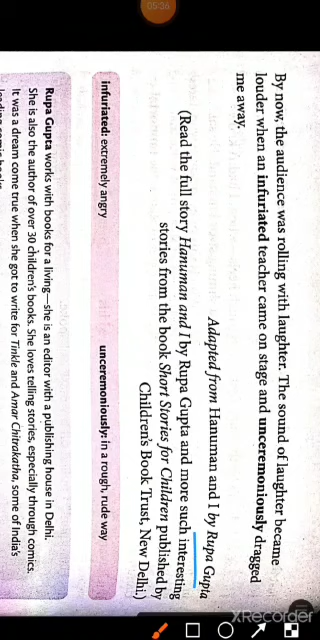 05:36
By now, the audience was rolling with laughter. The sound of laughter became
louder when an infuriated teacher came on stage and unceremoniously dragged
me away.
Adapted from Hanuman and I by Rupa Gupta
(Read the full story Hanuman and I by Rupa Gupta and more such interesting
stories from the book Short Stories for Children published by
Children's Book Trust, New Delhi.)
infuriated: extremely angry
unceremoniously: in a rough, rude way
Rupa Gupta works with books for a living—she is an editor with a publishing house in Delhi.
She is also the author of over 30 children's books. She loves telling stories, especially through comics.
It was a dream come true when she got to write for Tinkle and Amar Chitrakatha, some of India's
leading comic books
XRecorder